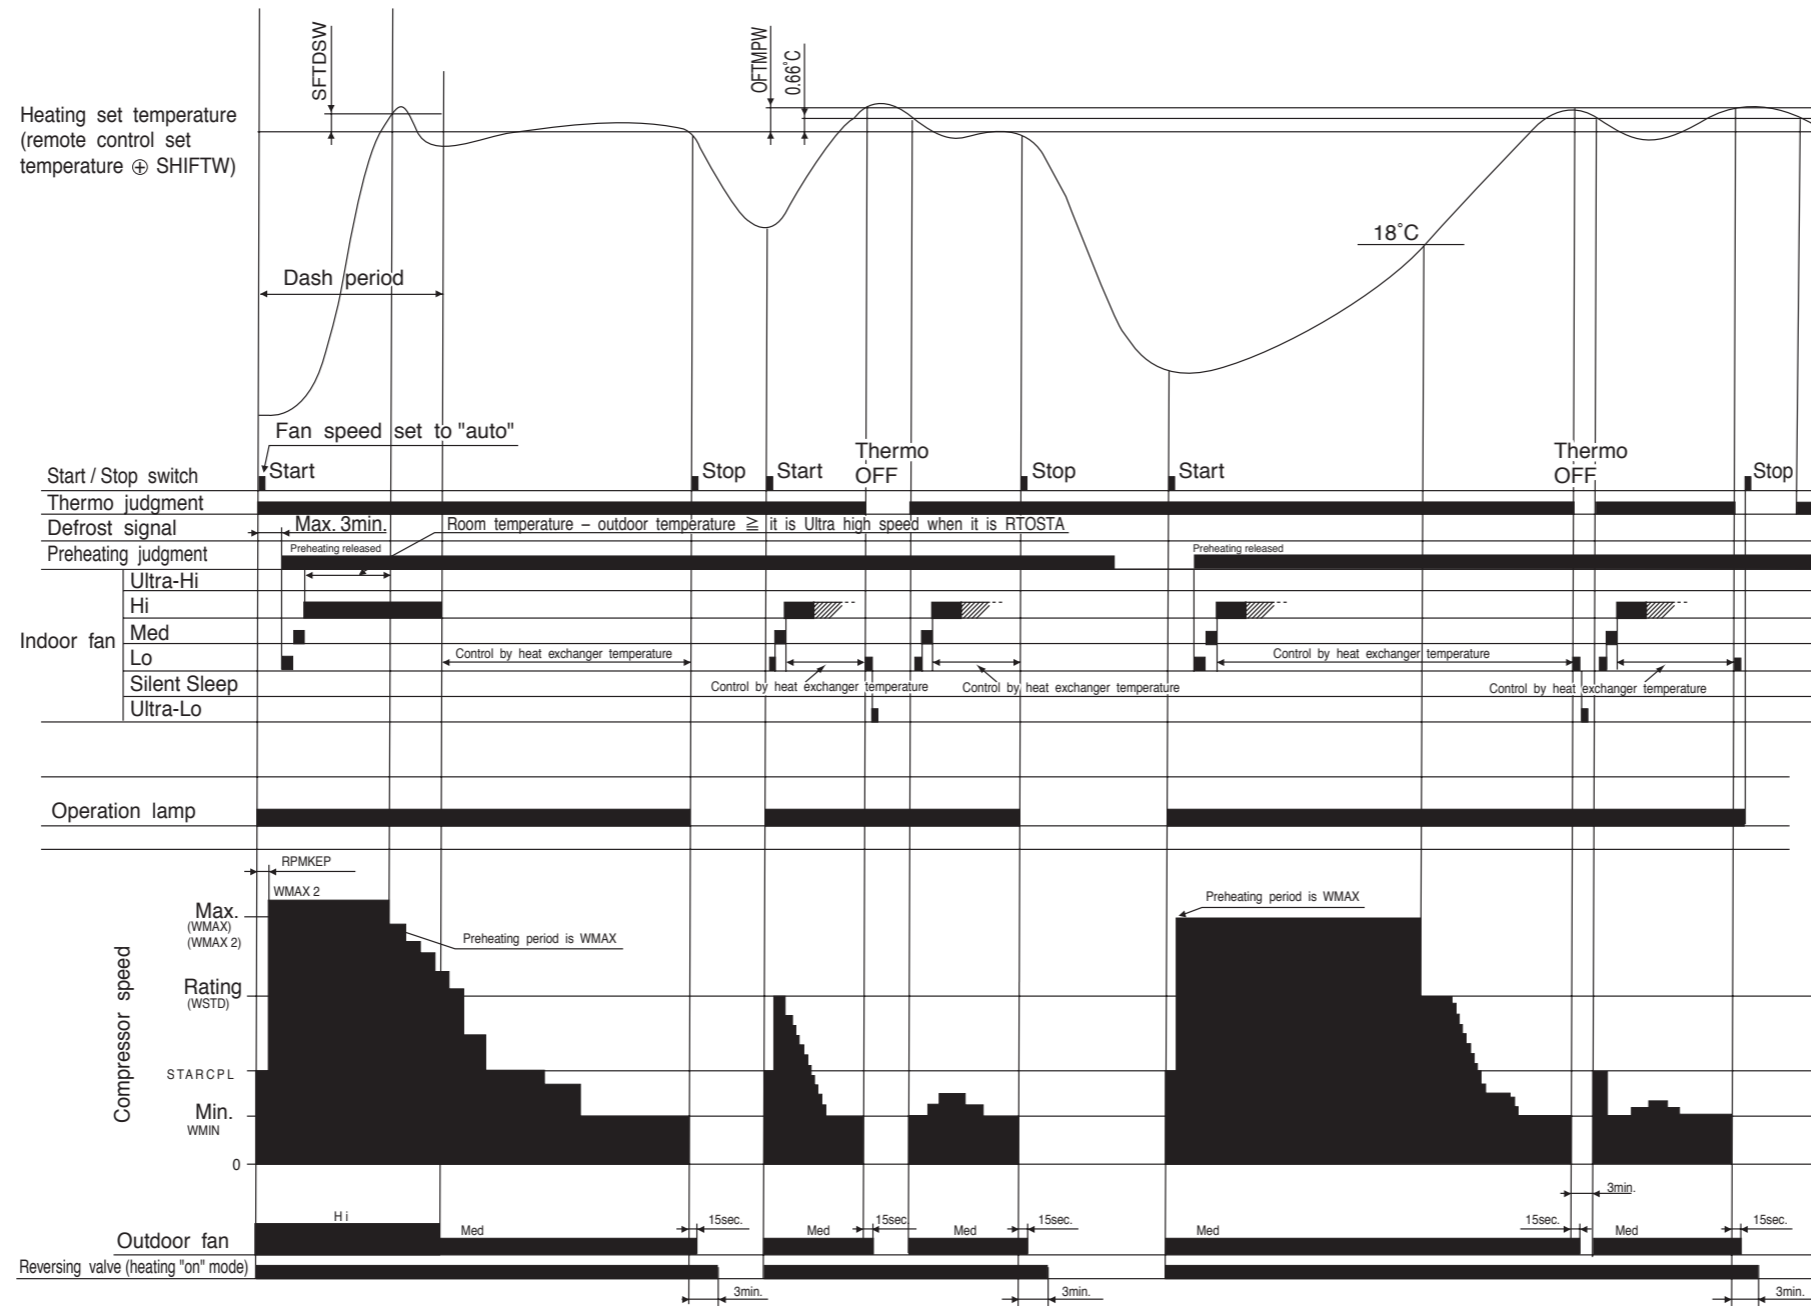 SFTDSW
OFTMPW
0.66°C
Heating set temperature
(remote control set
temperature ⊕ SHIFTW)
18°C
Dash period
Fan speed set to "auto"
Start / Stop switch
Start
Stop
Start
Thermo
OFF
Stop
Start
Thermo
OFF
Stop
Thermo judgment
Defrost signal
Max. 3min.
Room temperature – outdoor temperature ≧ it is Ultra high speed when it is RTOSTA
Preheating judgment
Preheating released
Preheating released
Indoor fan
Ultra-Hi
Hi
Med
Lo
Control by heat exchanger temperature
Control by heat exchanger temperature
Silent Sleep
Control by heat exchanger temperature
Control by heat exchanger temperature
Control by heat exchanger temperature
Ultra-Lo
Operation lamp
RPMKEP
WMAX 2
Preheating period is WMAX
Compressor speed
Max.
(WMAX)
(WMAX 2)
Preheating period is WMAX
Rating
(WSTD)
STARCPL
Min.
WMIN
0
3min.
Hi
Outdoor fan
Med
15sec.
Med
15sec.
Med
15sec.
Med
15sec.
Med
15sec.
Reversing valve (heating "on" mode)
3min.
3min.
3min.